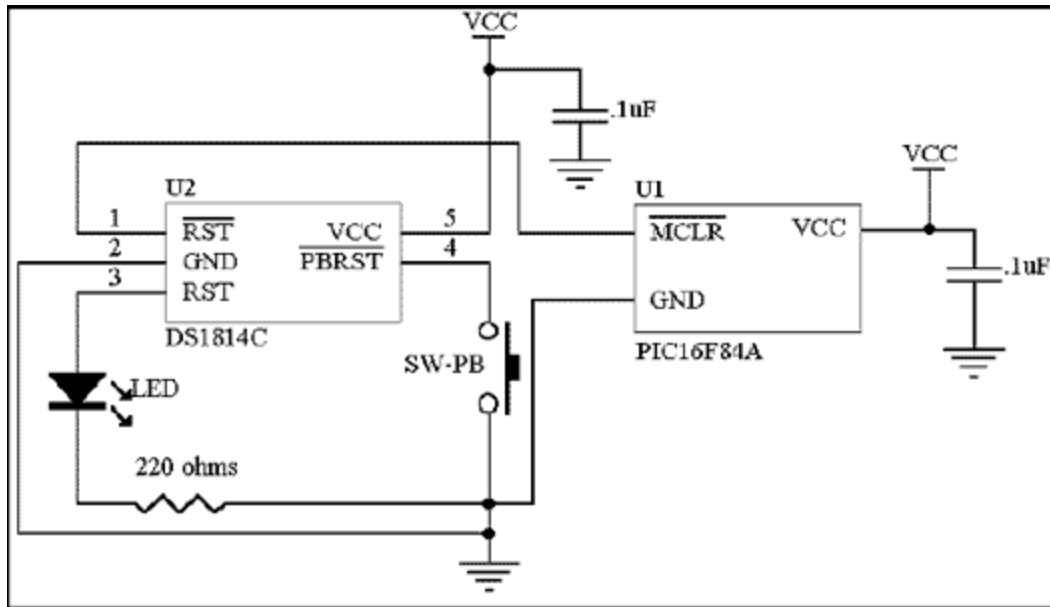 VCC
.1uF
VCC
U2
U1
1
RST
VCC
5
MCLR
VCC
2
GND
PBRST
4
.1uF
3
RST
GND
DS1814C
PIC16F84A
SW-PB
LED
220 ohms